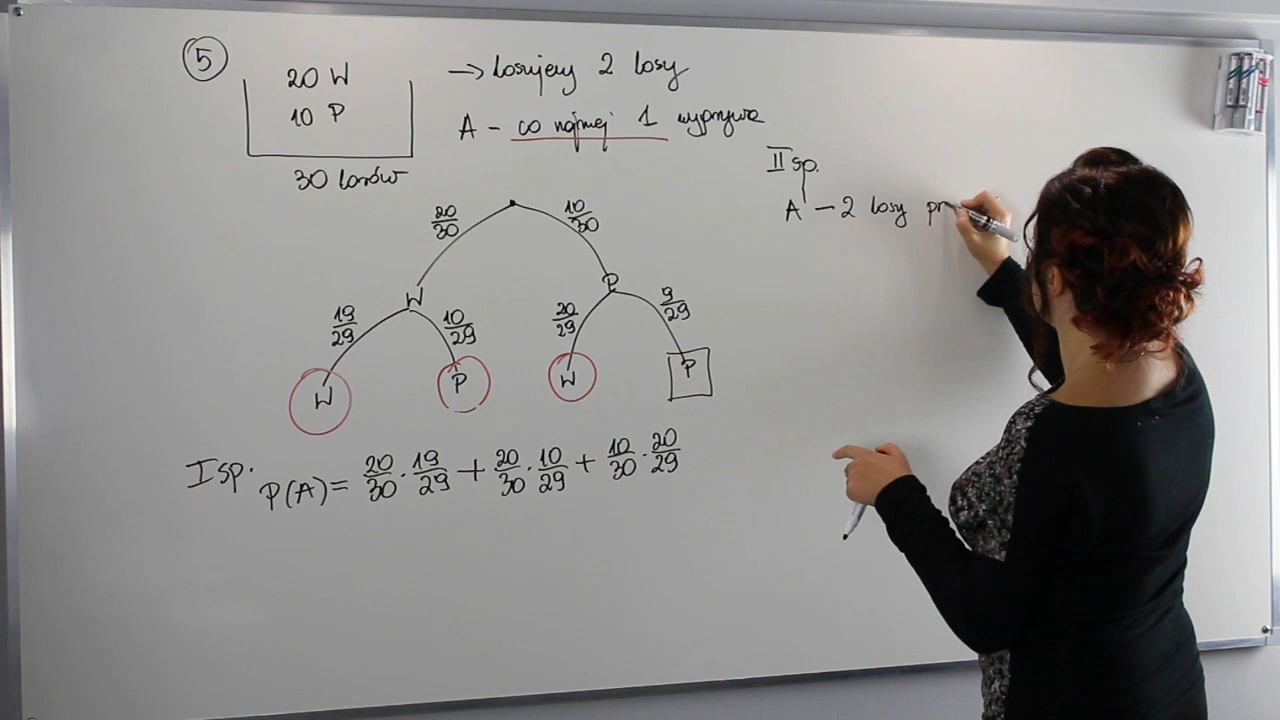 5
20 W
10 P
30 losów
→ losujemy 2 losy
A - co najmniej 1 wygrywa
20/30 10/30
W P
19/29 10/29 20/29 9/29
W P W P
I sp. P(A) = 20/30 · 19/29 + 20/30 · 10/29 + 10/30 · 20/29
II sp.
A' - 2 losy pr